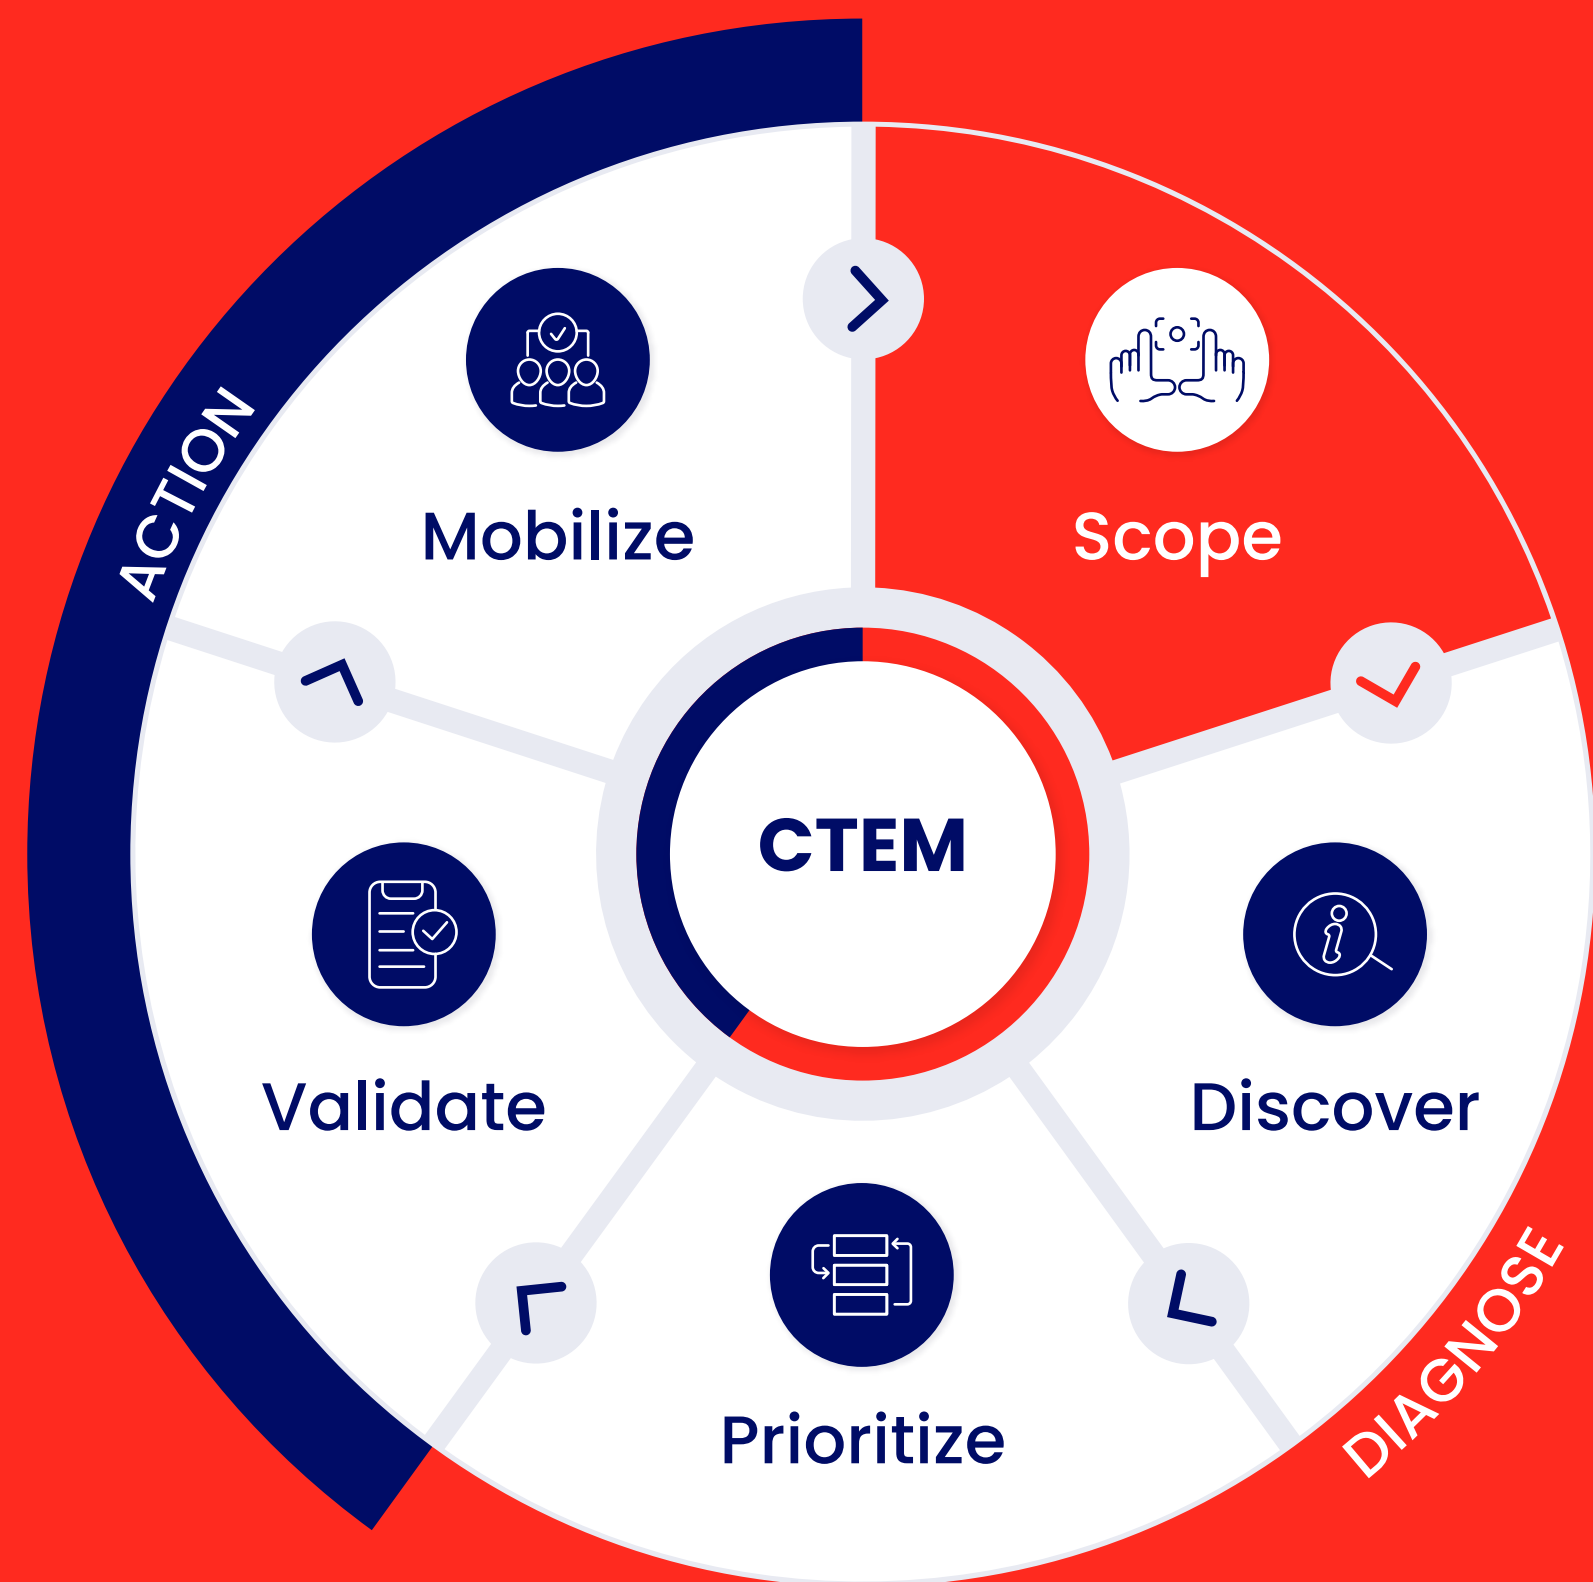 ACTION
Mobilize
Scope
CTEM
Validate
Discover
Prioritize
DIAGNOSE